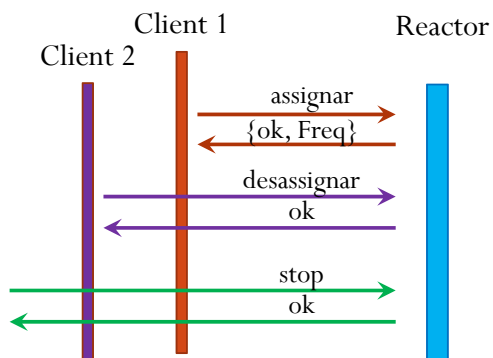 Client 1
Reactor
Client 2
assignar
{ok, Freq}
desassignar
ok
stop
ok